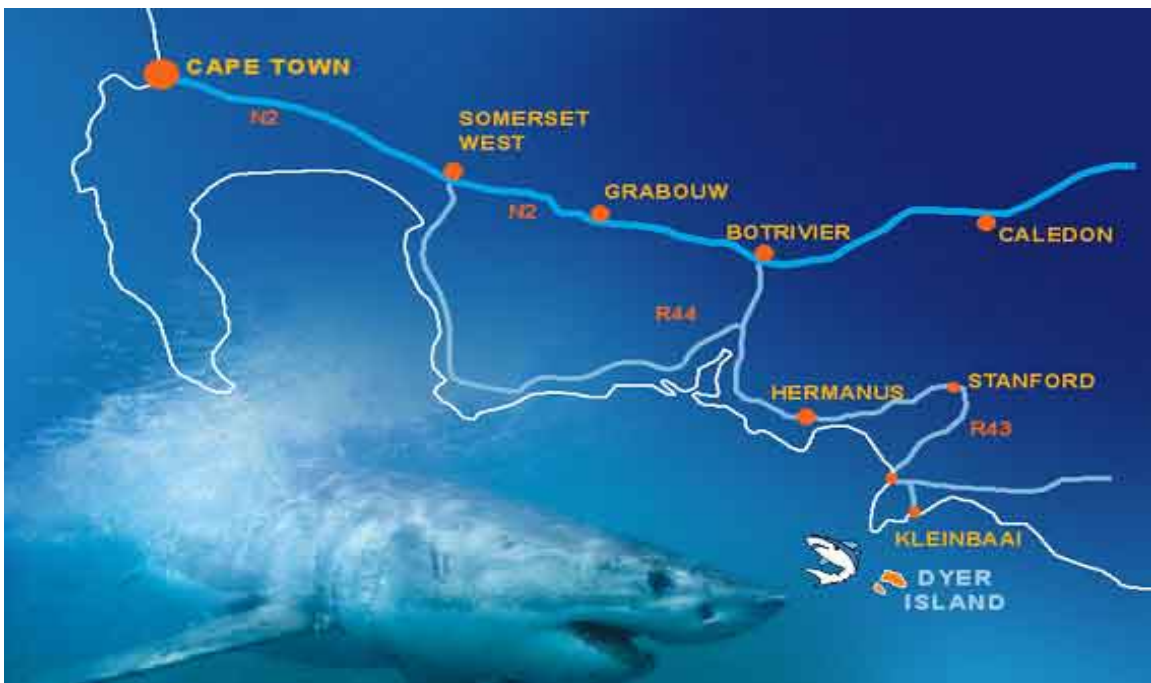 CAPE TOWN
N2
SOMERSET
WEST
N2
GRABOUW
BOTRIVIER
CALEDON
R44
HERMANUS
STANFORD
R43
KLEINBAAI
DYER
ISLAND